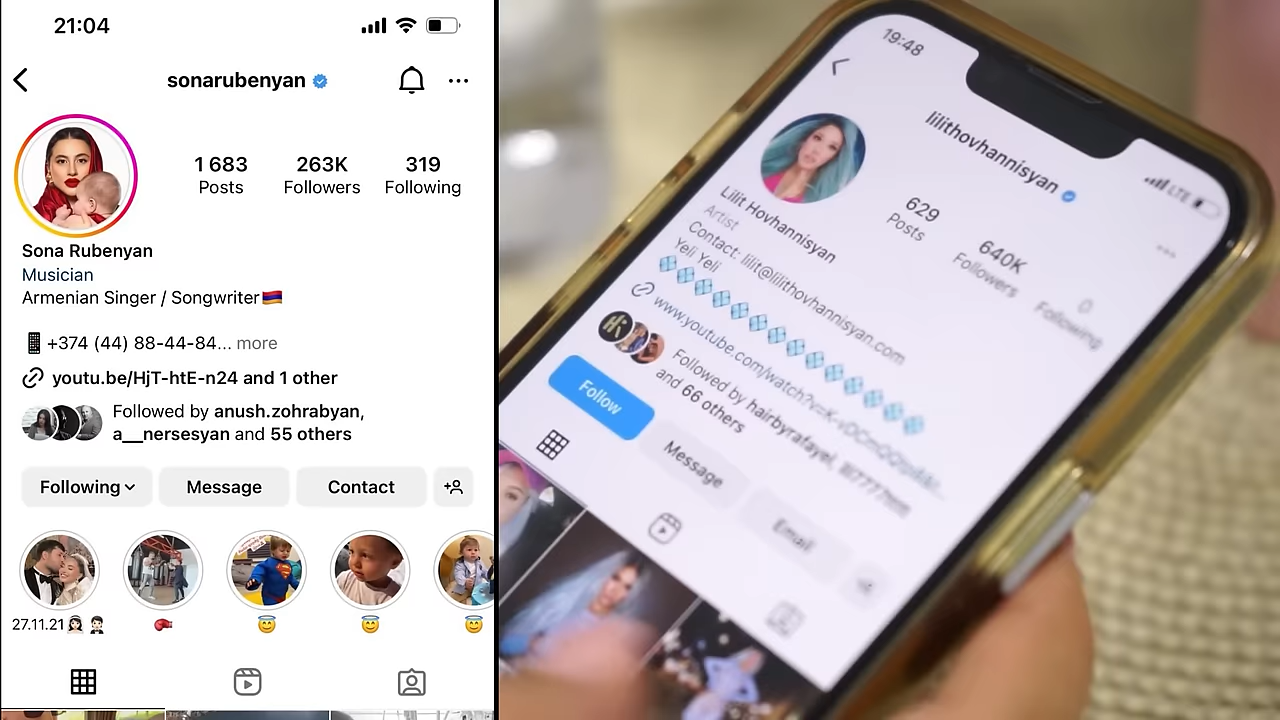 21:04
sonarubenyan
1 683
Posts
263K
Followers
319
Following
Sona Rubenyan
Musician
Armenian Singer / Songwriter🇦🇲
📱+374 (44) 88-44-84... more
youtu.be/HjT-htE-n24 and 1 other
Followed by anush.zohrabyan,
a__nersesyan and 55 others
Following
Message
Contact
27.11.21👰🏻🤵🏻
19:48
LTE
lilithovhannisyan
629
Posts
640K
Followers
0
Following
Lilit Hovhannisyan
Artist
Contact: lilit@lilithovhannisyan.com
Yeli Yeli
www.youtube.com/watch?v=K-vDCmQQ
Followed by hairbyrafayel,
and 66 others
Follow
Message
Email